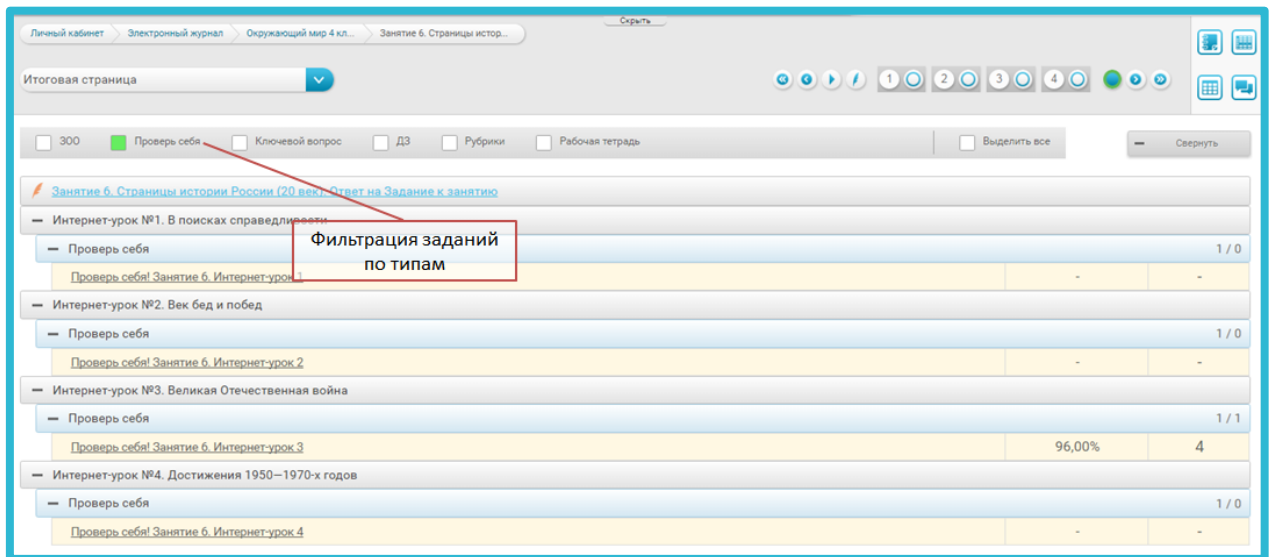 Скрыть
Личный кабинет Электронный журнал Окружающий мир 4 кл... Занятие 6. Страницы истор...
Итоговая страница
1 2 3 4
ЗОО Проверь себя Ключевой вопрос ДЗ Рубрики Рабочая тетрадь Выделить все Свернуть
Занятие 6. Страницы истории России (20 век). Ответ на Задание к занятию
Интернет-урок №1. В поисках справедливости
Фильтрация заданий
по типам
Проверь себя 1 / 0
Проверь себя! Занятие 6. Интернет-урок 1 - -
Интернет-урок №2. Век бед и побед
Проверь себя 1 / 0
Проверь себя! Занятие 6. Интернет-урок 2 - -
Интернет-урок №3. Великая Отечественная война
Проверь себя 1 / 1
Проверь себя! Занятие 6. Интернет-урок 3 96,00% 4
Интернет-урок №4. Достижения 1950—1970-х годов
Проверь себя 1 / 0
Проверь себя! Занятие 6. Интернет-урок 4 - -